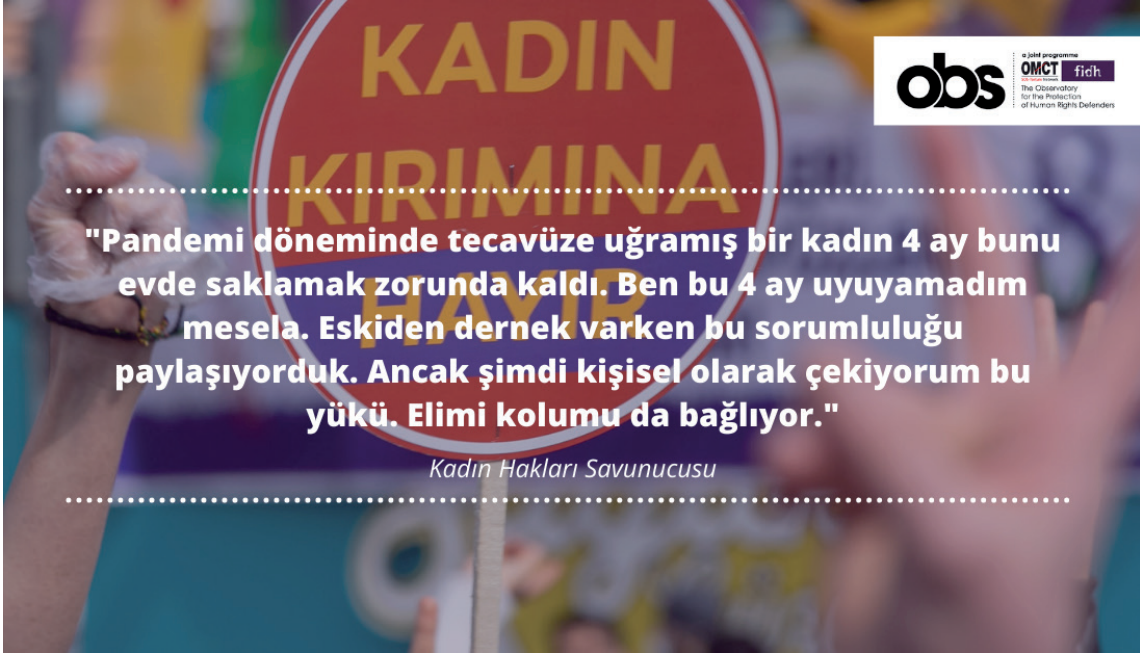 KADIN
KIRIMINA
HAYIR
obs
a joint programme
OMCT
fidh
The Observatory
for the Protection
of Human Rights Defenders
"Pandemi döneminde tecavüze uğramış bir kadın 4 ay bunu
evde saklamak zorunda kaldı. Ben bu 4 ay uyuyamadım
mesela. Eskiden dernek varken bu sorumluluğu
paylaşıyorduk. Ancak şimdi kişisel olarak çekiyorum bu
yükü. Elimi kolumu da bağlıyor."
Kadın Hakları Savunucusu